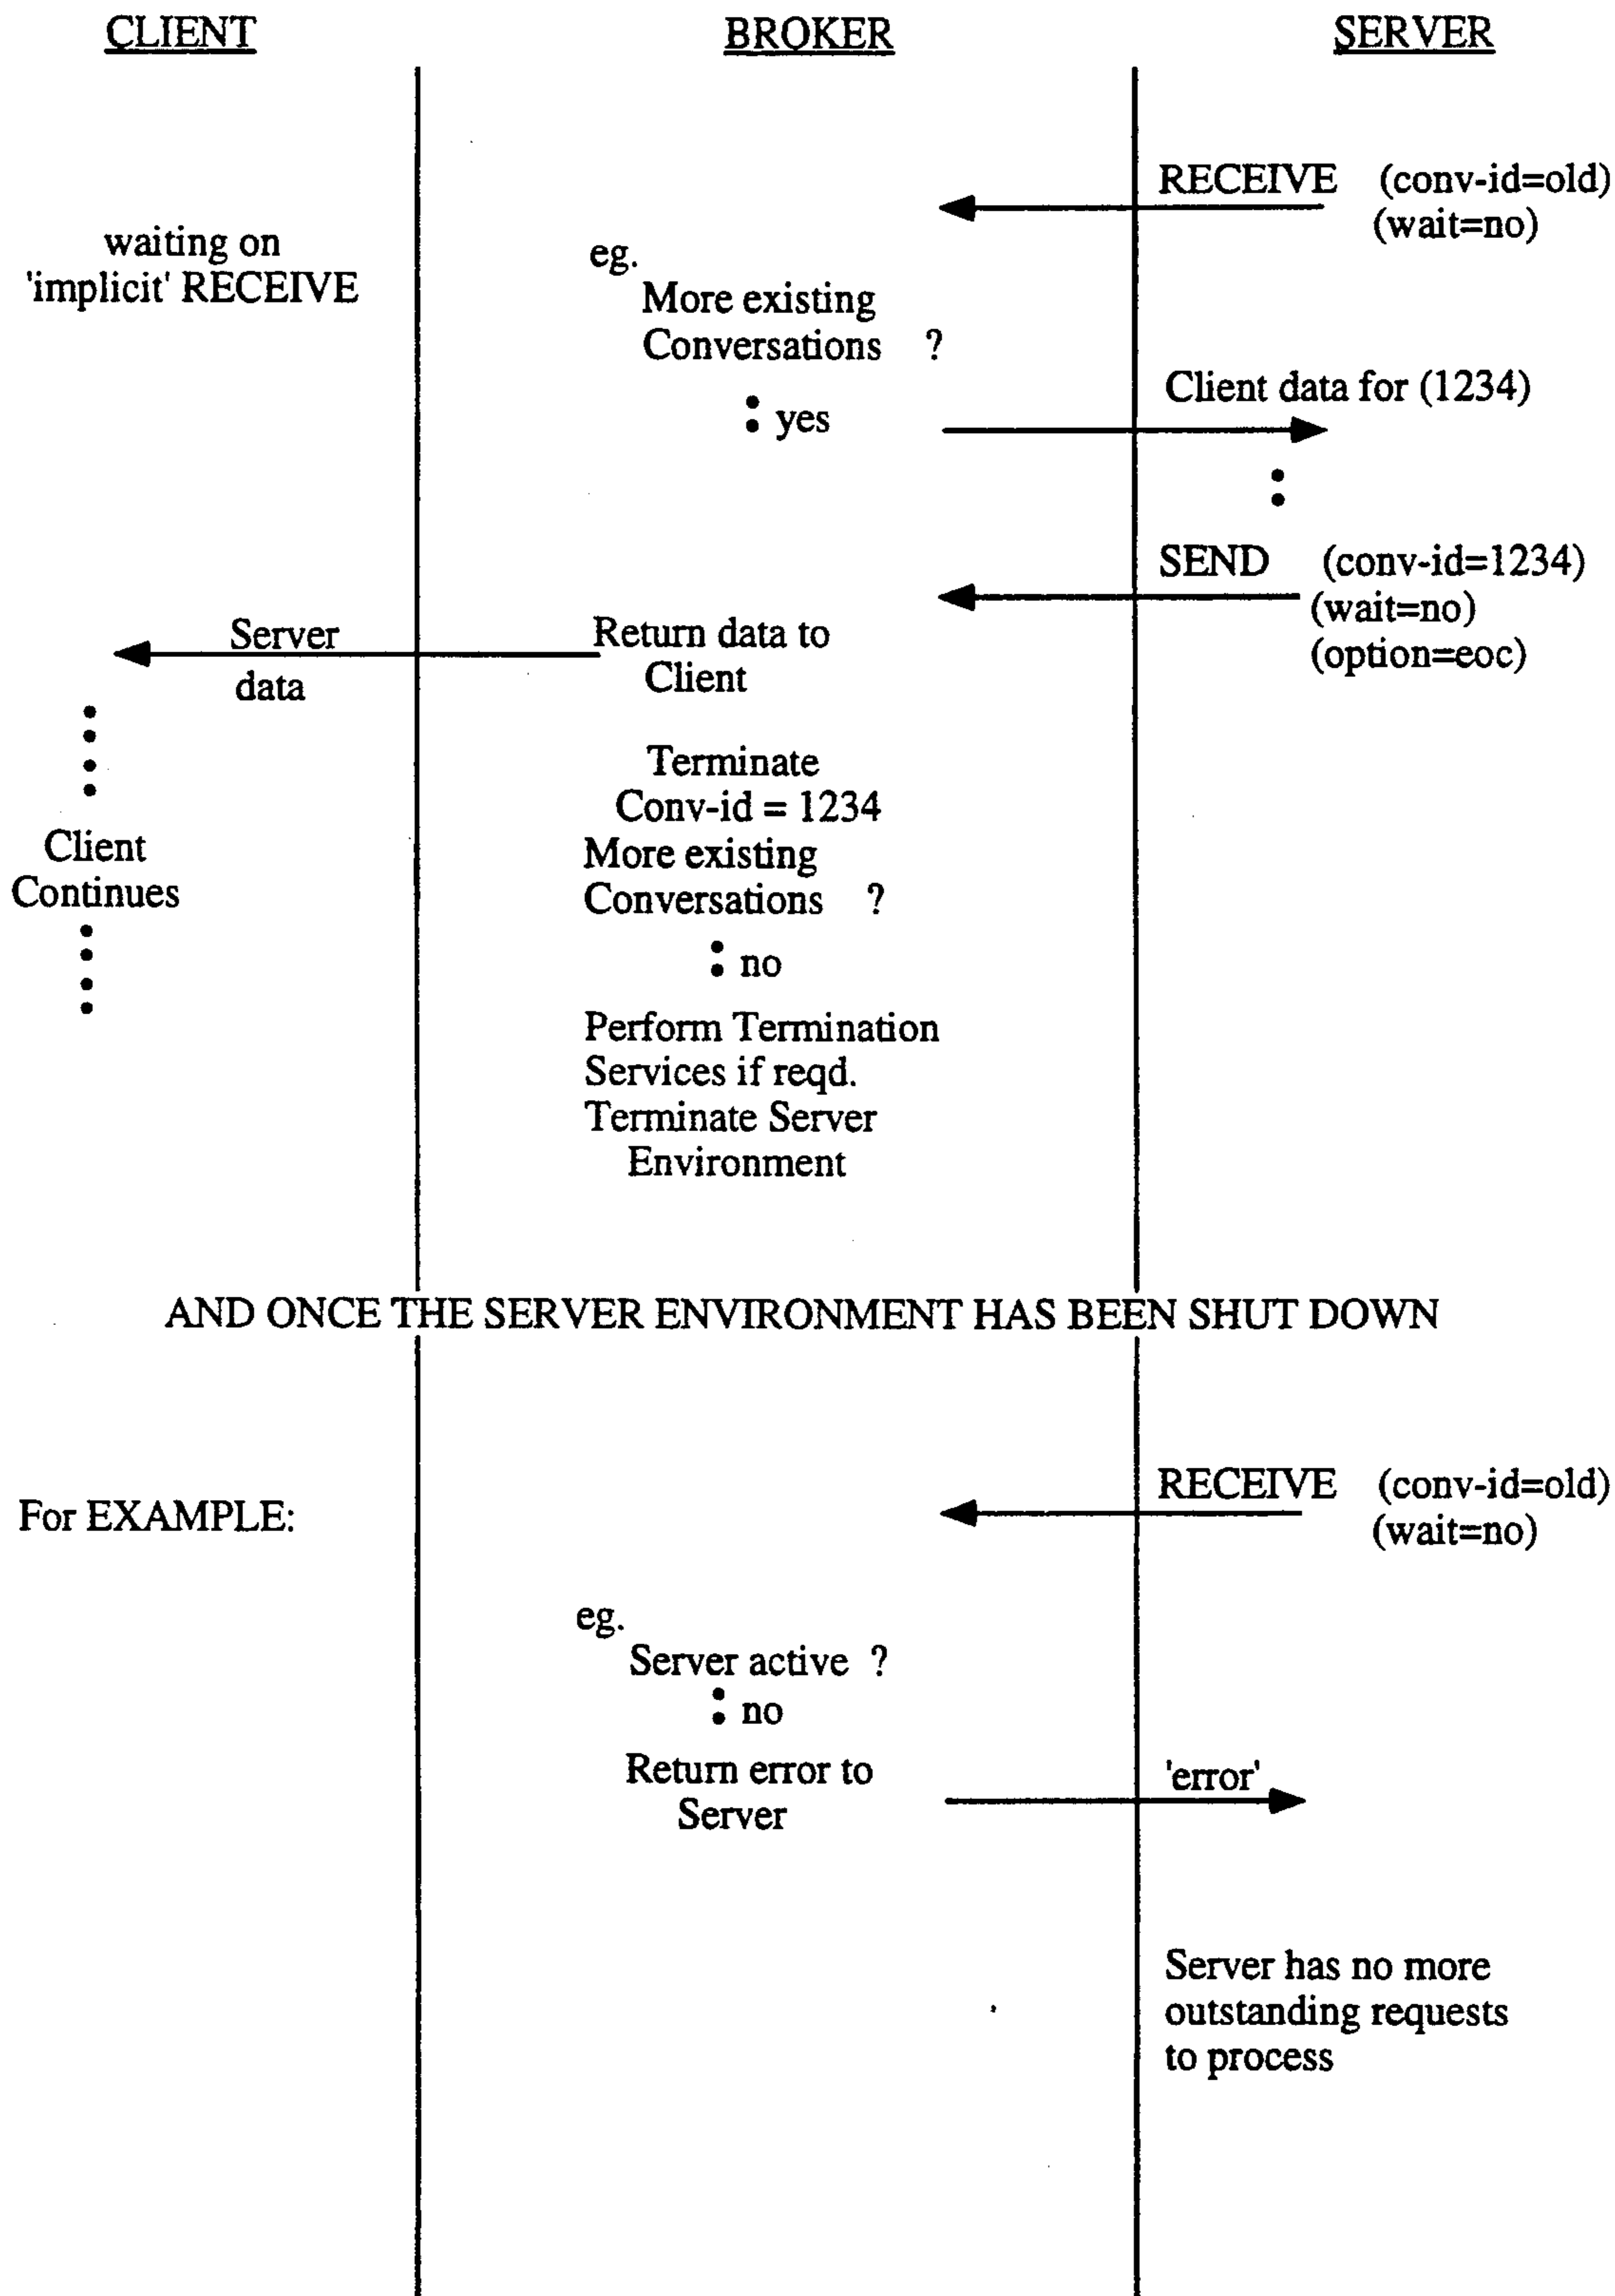 CLIENT
BROKER
SERVER
RECEIVE (conv-id=old)
(wait=no)
waiting on
'implicit' RECEIVE
eg.
More existing
Conversations ?
: yes
Client data for (1234)
:
SEND (conv-id=1234)
(wait=no)
(option=eoc)
Return data to
Client
Server
data
Terminate
Conv-id = 1234
More existing
Conversations ?
: no
Client
Continues
Perform Termination
Services if reqd.
Terminate Server
Environment
AND ONCE THE SERVER ENVIRONMENT HAS BEEN SHUT DOWN
For EXAMPLE:
RECEIVE (conv-id=old)
(wait=no)
eg.
Server active ?
: no
Return error to
Server
'error'
Server has no more
outstanding requests
to process